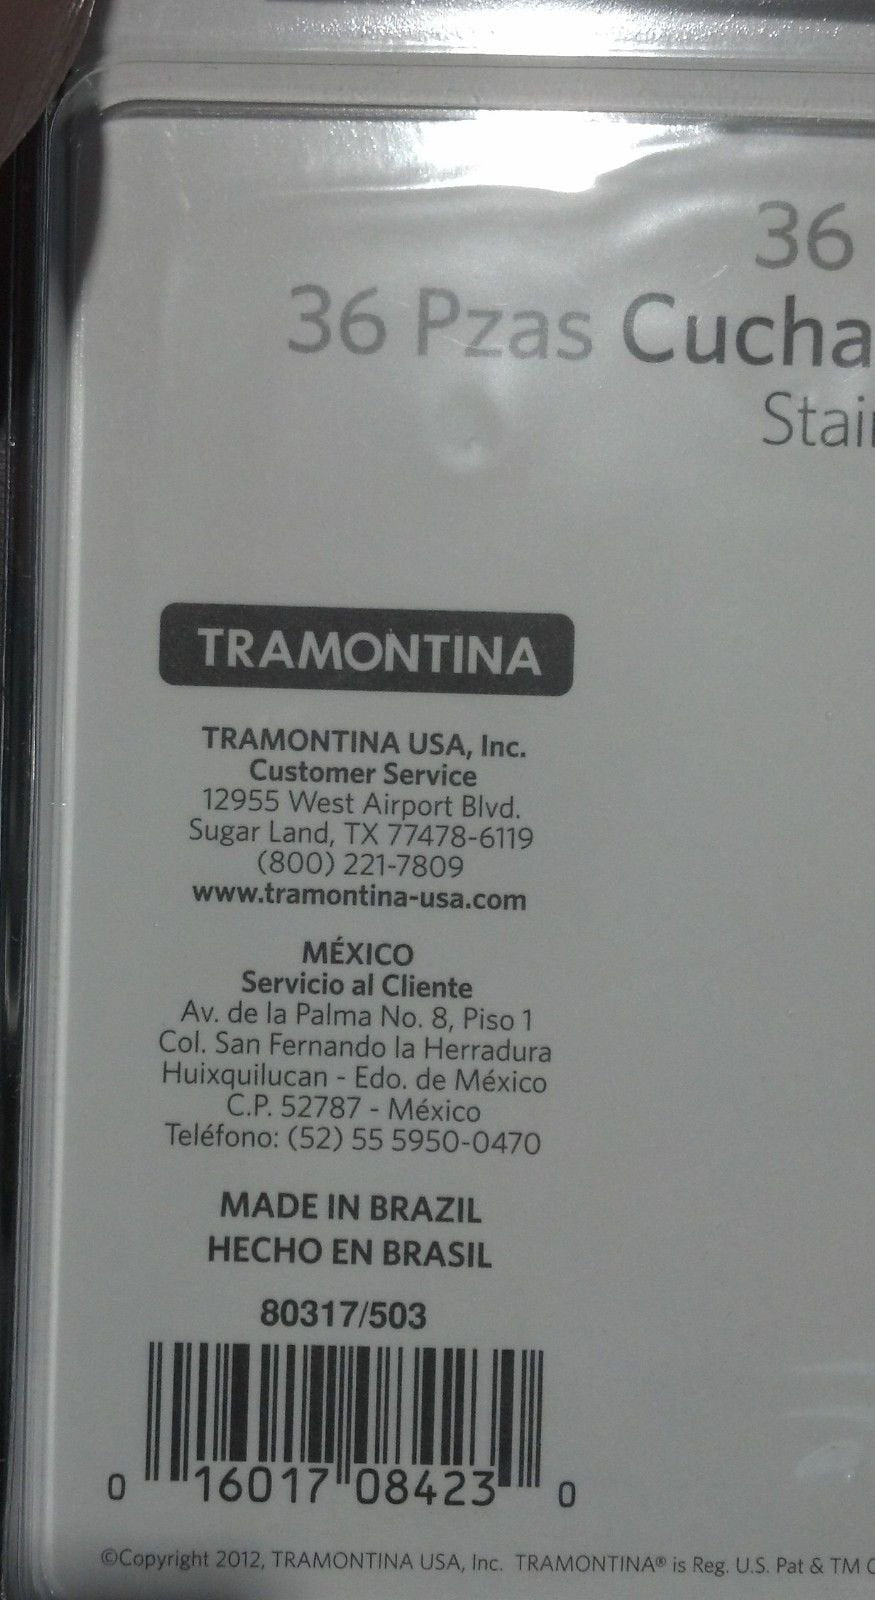 36
36 Pzas Cucha
Stai
TRAMONTINA
TRAMONTINA USA, Inc.
Customer Service
12955 West Airport Blvd.
Sugar Land, TX 77478-6119
(800) 221-7809
www.tramontina-usa.com
MÉXICO
Servicio al Cliente
Av. de la Palma No. 8, Piso 1
Col. San Fernando la Herradura
Huixquilucan - Edo. de México
C.P. 52787 - México
Teléfono: (52) 55 5950-0470
MADE IN BRAZIL
HECHO EN BRASIL
80317/503
0 16017 08423 0
©Copyright 2012, TRAMONTINA USA, Inc. TRAMONTINA® is Reg. U.S. Pat & TM